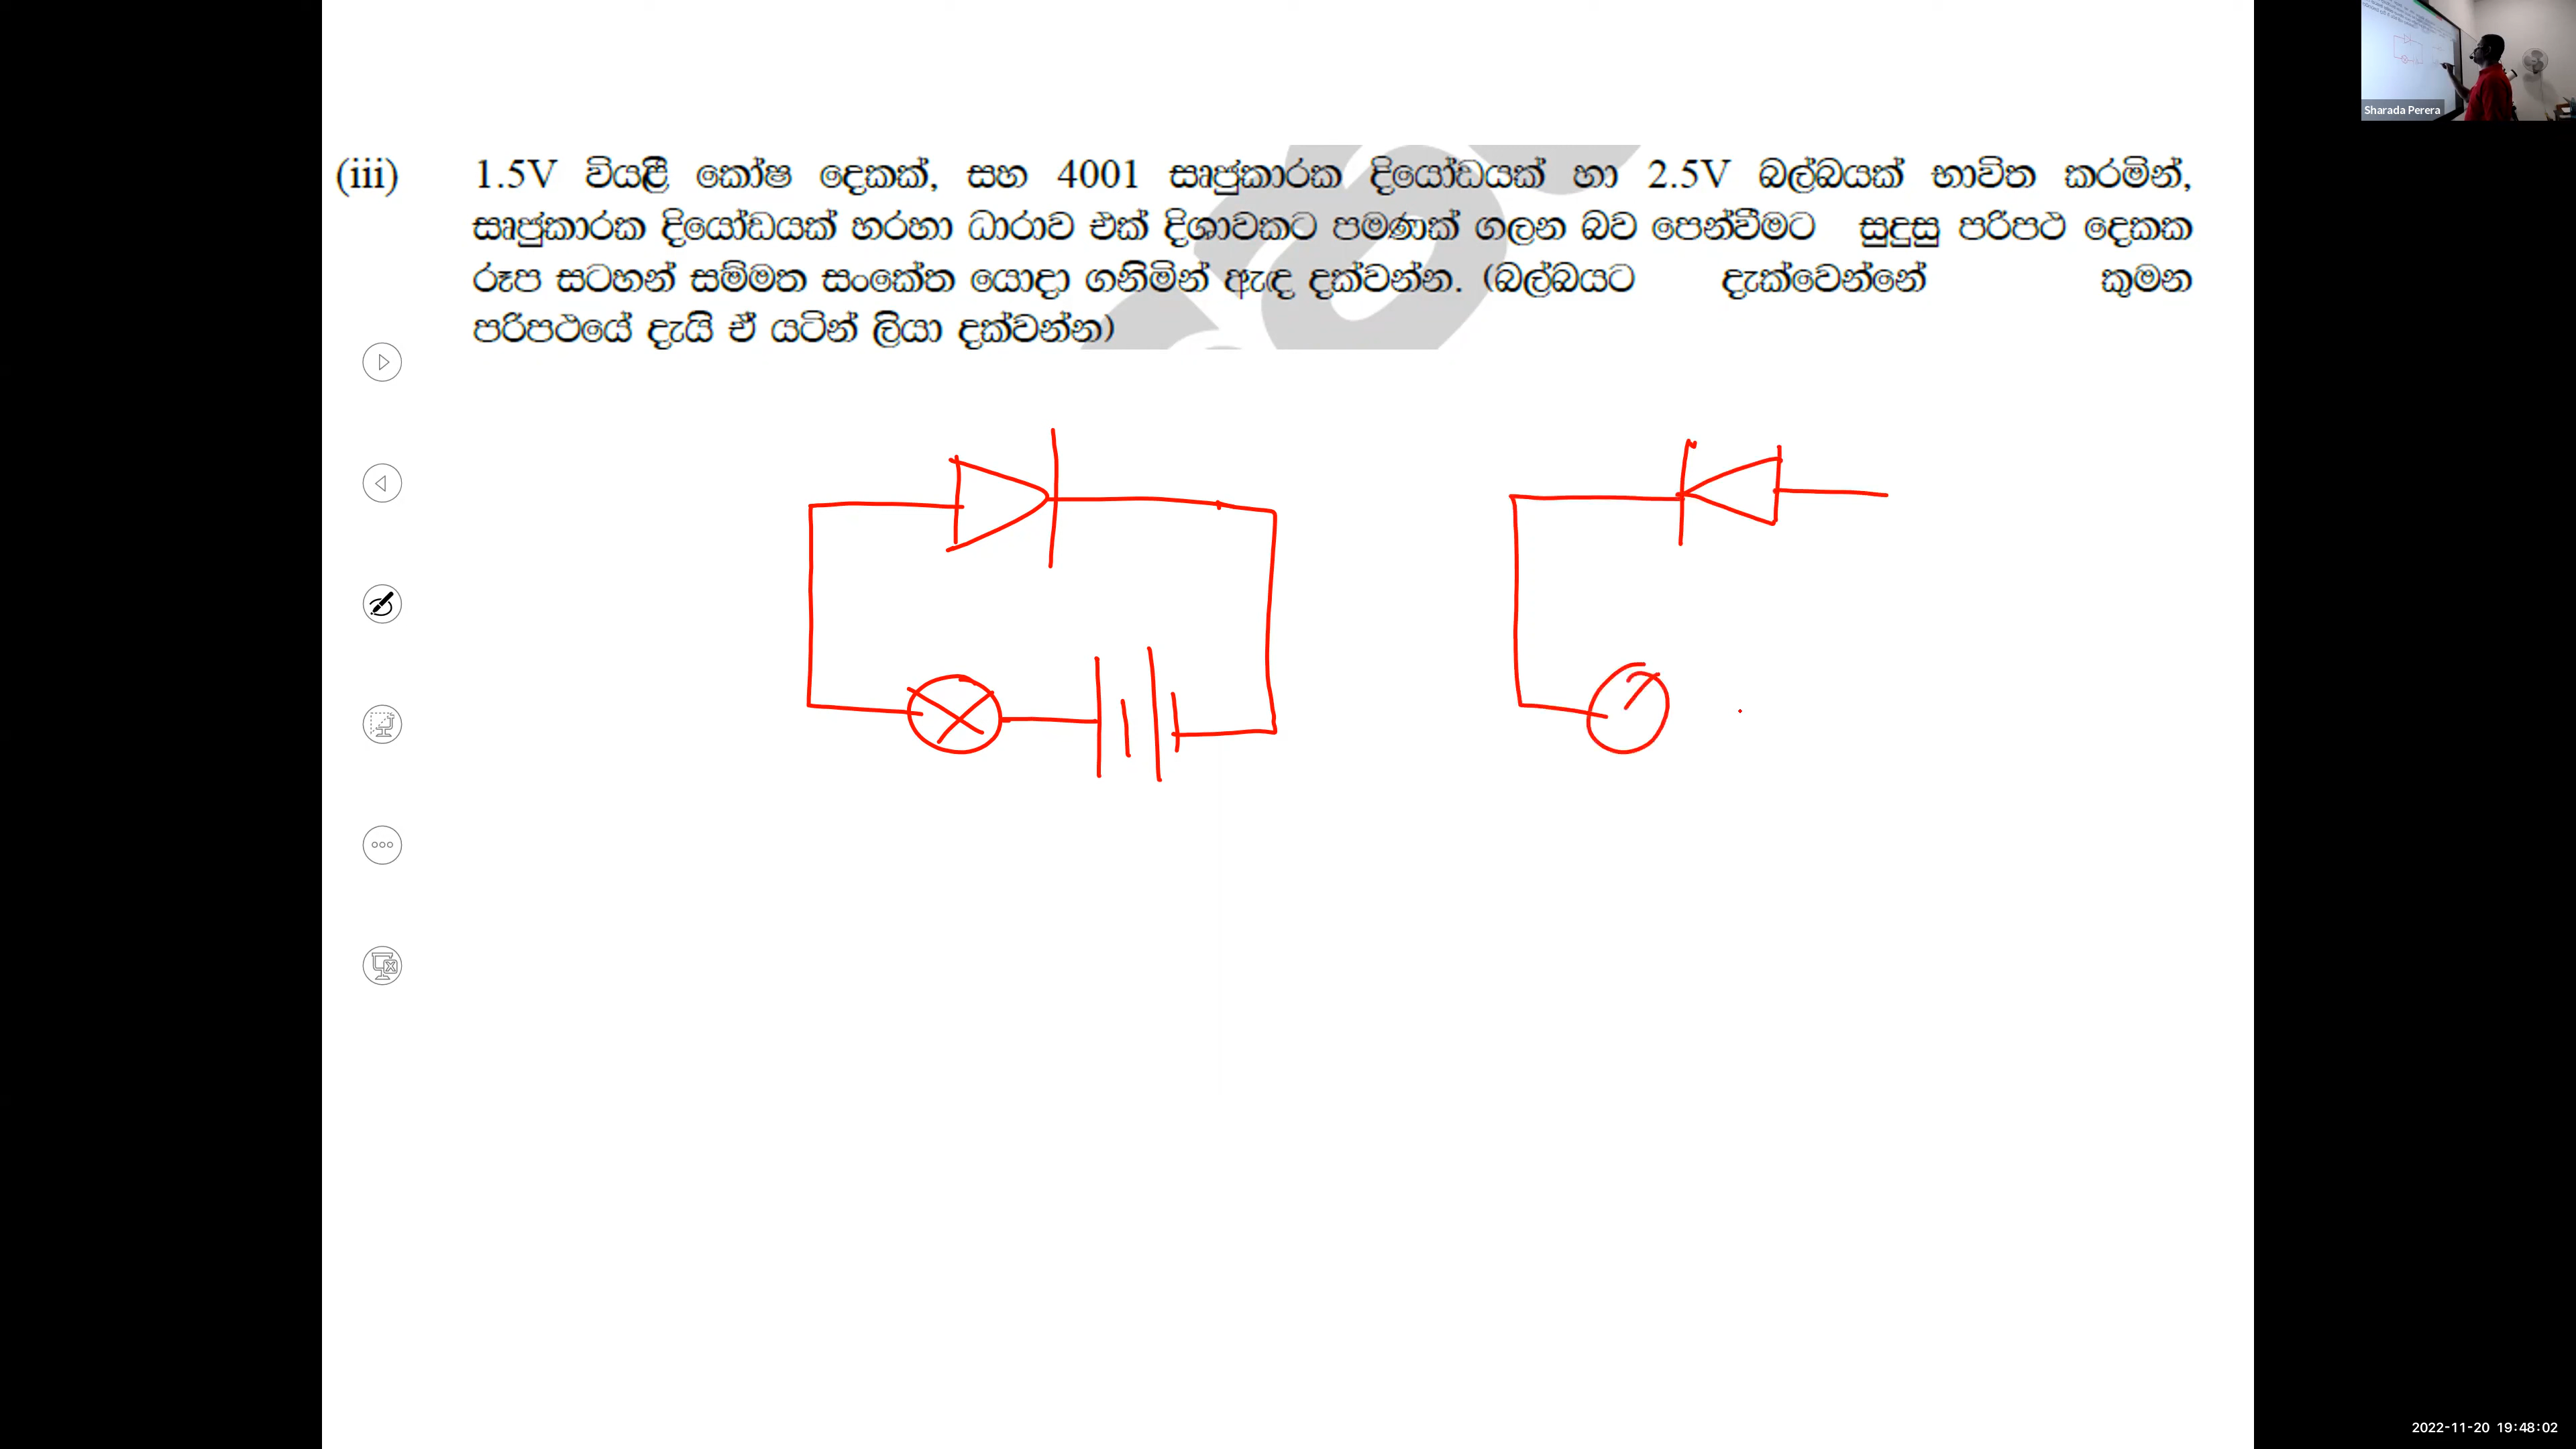 Sharada Perera
(iii) 1.5V වියළී කෝෂ දෙකක්, සහ 4001 සෘජුකාරක දියෝඩයක් හා 2.5V බල්බයක් භාවිත කරමින්,
සෘජුකාරක දියෝඩයක් හරහා ධාරාව එක් දිශාවකට පමණක් ගලන බව පෙන්වීමට සුදුසු පරිපථ දෙකක
රූප සටහන් සම්මත සංකේත යොදා ගනිමින් ඇඳ දක්වන්න. (බල්බයට දැක්වෙන්නේ කුමන
පරිපථයේ දැයි ඒ යටින් ලියා දක්වන්න)
2022-11-20 19:48:02